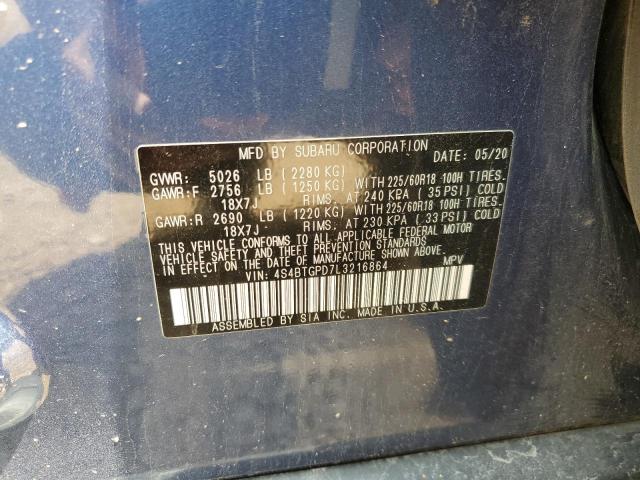 MFD BY SUBARU CORPORATION 05/20
GVWR: 5026 LB ( 2280 KG)
GAWR:F 2756 LB ( 1250 KG) WITH 225/60R18 100H TIRES.
18X7J RIMS. AT 240 KPA ( 35 PSI) COLD
GAWR:R 2690 LB ( 1220 KG) WITH 225/60R18 100H TIRES.
18X7J RIMS. AT 230 KPA ( 33 PSI) COLD
THIS VEHICLE CONFORMS TO ALL APPLICABLE FEDERAL MOTOR
VEHICLE SAFETY AND THEFT PREVENTION STANDARDS
IN EFFECT ON THE DATE OF MANUFACTURE SHOWN ABOVE.
VIN: 4S4BTGPD7L3216864 MPV
ASSEMBLED BY SIA INC. MADE IN U.S.A.